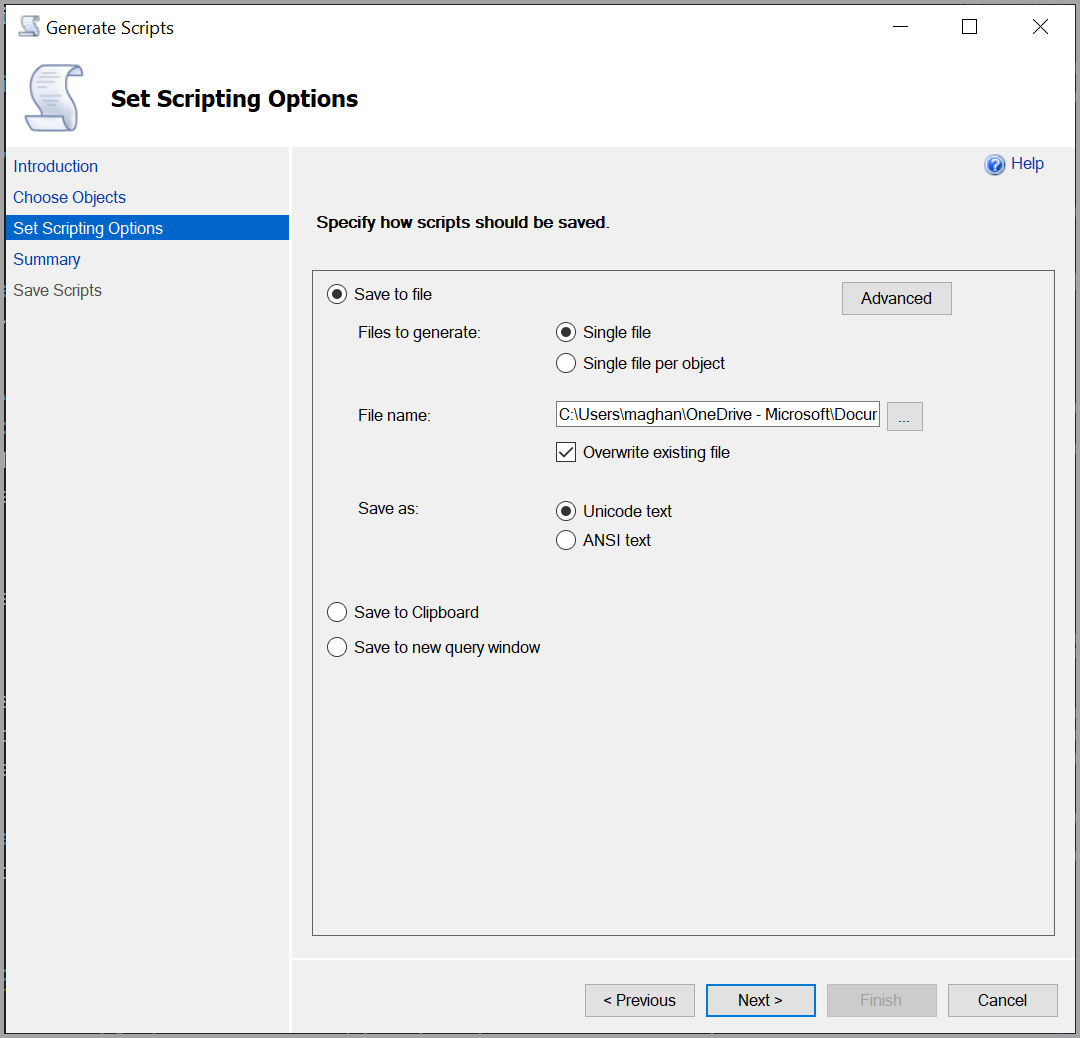 Generate Scripts
Set Scripting Options
Introduction
Choose Objects
Set Scripting Options
Summary
Save Scripts
Help
Specify how scripts should be saved.
Save to file
Advanced
Files to generate:
Single file
Single file per object
File name:
C:\Users\maghan\OneDrive - Microsoft\Docur
...
Overwrite existing file
Save as:
Unicode text
ANSI text
Save to Clipboard
Save to new query window
< Previous
Next >
Finish
Cancel